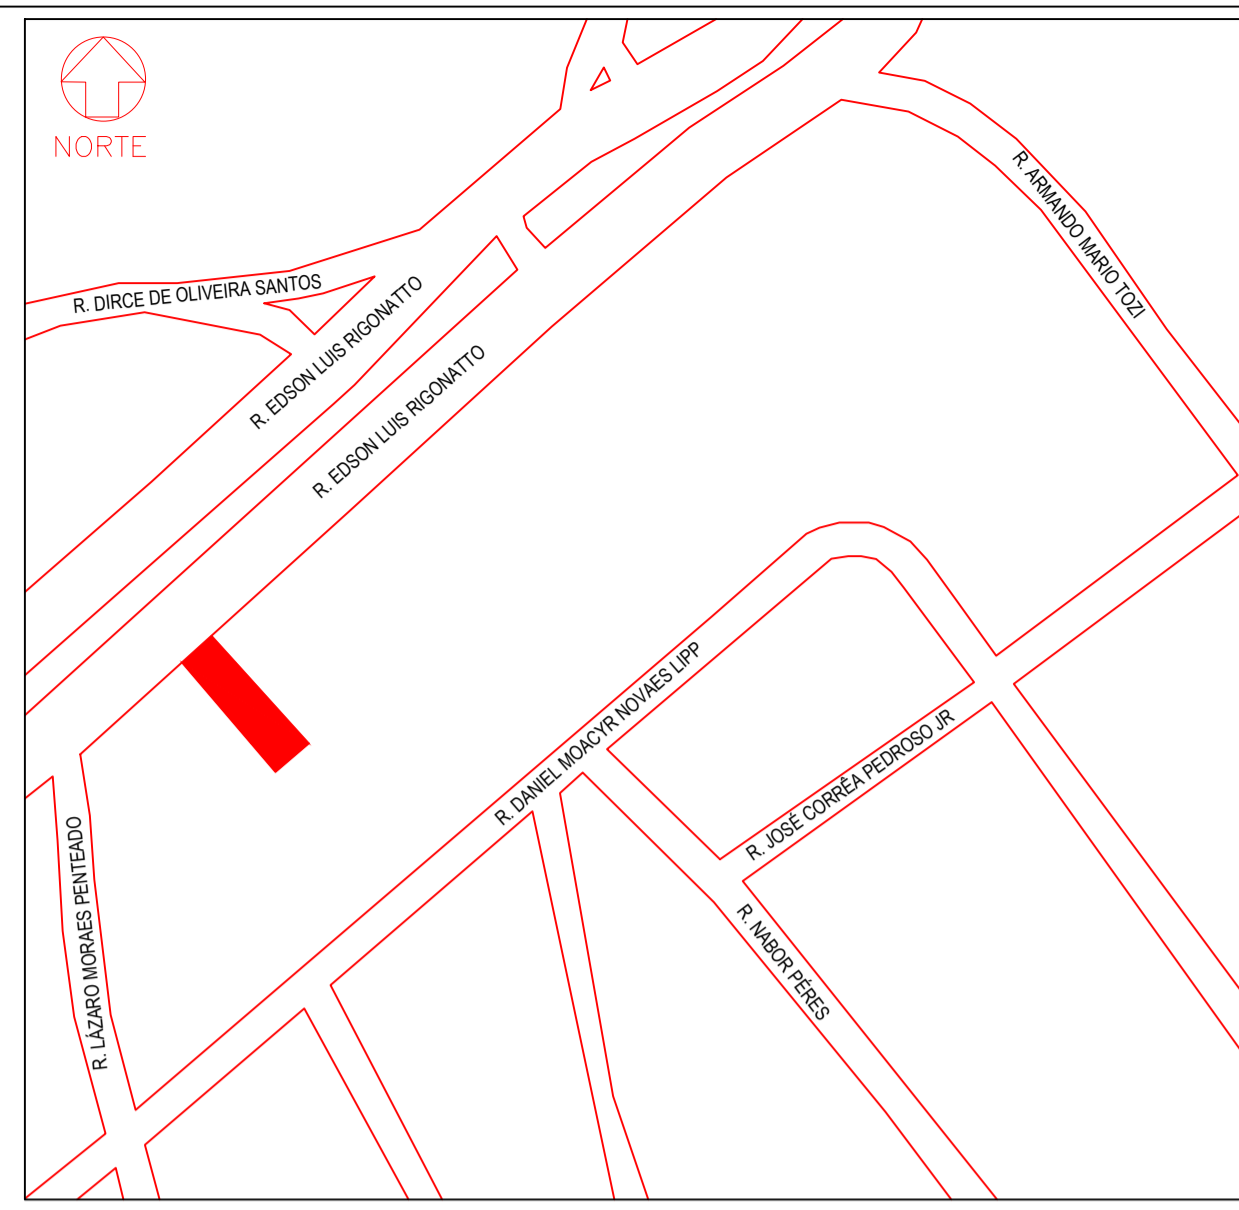 NORTE
R. ARMANDO MARIO TOZI
R. DIRCE DE OLIVEIRA SANTOS
R. EDSON LUIS RIGONATTO
R. EDSON LUIS RIGONATTO
R. DANIEL MOACYR NOVAES LIPP
R. JOSÉ CORRÊA PEDROSO JR
R. LÁZARO MORAES PENTEADO
R. NABOR PÉRES